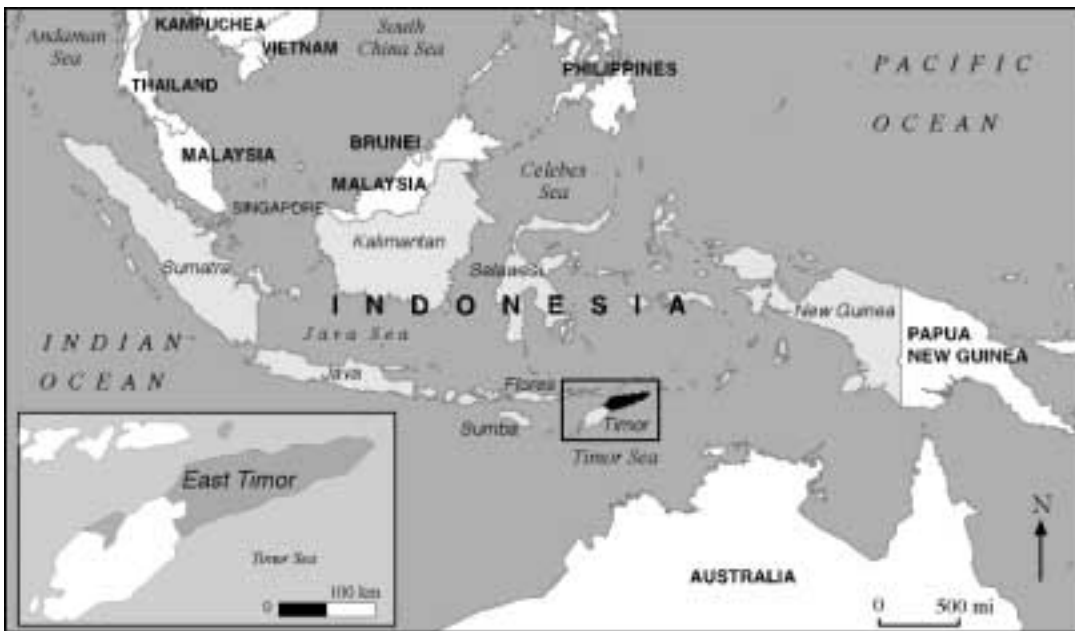 Andaman
Sea
KAMPUCHEA
VIETNAM
South
China Sea
PHILIPPINES
PACIFIC
OCEAN
THAILAND
MALAYSIA
BRUNEI
MALAYSIA
Celebes
Sea
SINGAPORE
Kalimantan
Sumatra
INDONESIA
New Guinea
Java Sea
INDIAN
OCEAN
PAPUA
NEW GUINEA
Java
Flores
Sumba
Timor
Timor Sea
East Timor
Timor Sea
0 100 km
AUSTRALIA
N
0 500 mi